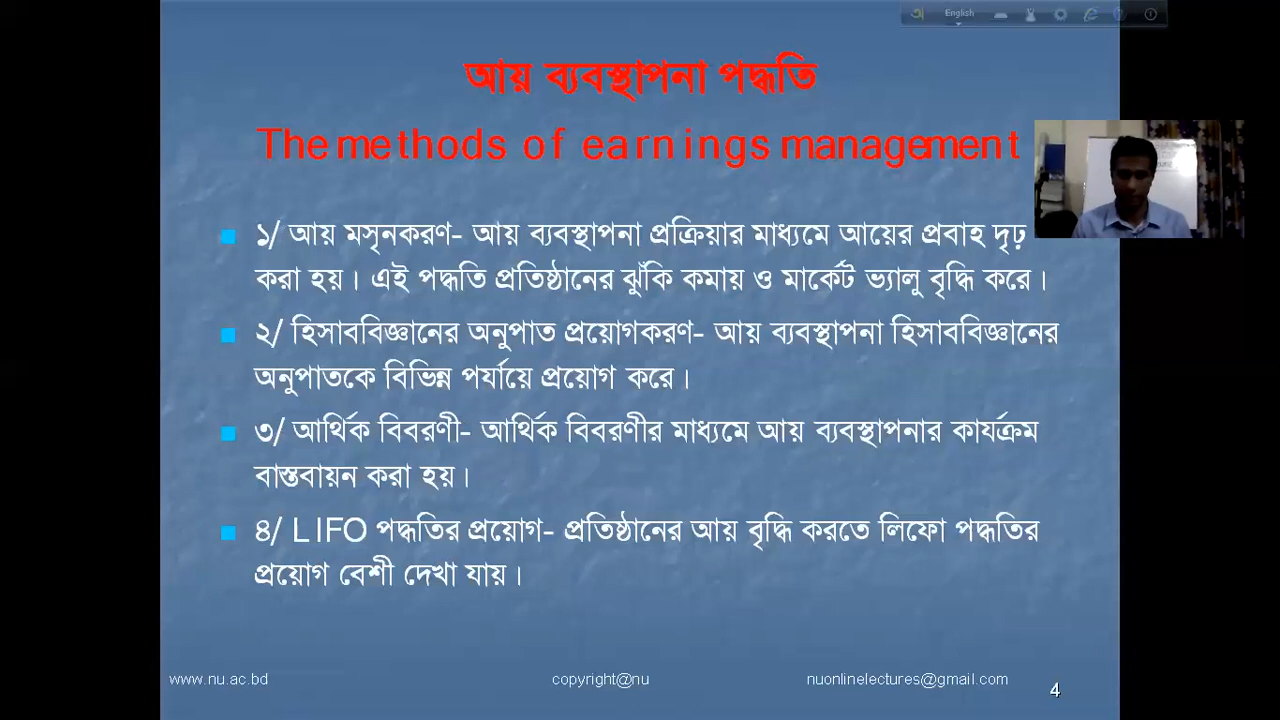 English
আয় ব্যবস্থাপনা পদ্ধতি
The methods of earnings management
১/ আয় মসৃনকরণ- আয় ব্যবস্থাপনা প্রক্রিয়ার মাধ্যমে আয়ের প্রবাহ দৃঢ়
করা হয়। এই পদ্ধতি প্রতিষ্ঠানের ঝুঁকি কমায় ও মার্কেট ভ্যালু বৃদ্ধি করে।
২/ হিসাববিজ্ঞানের অনুপাত প্রয়োগকরণ- আয় ব্যবস্থাপনা হিসাববিজ্ঞানের
অনুপাতকে বিভিন্ন পর্যায়ে প্রয়োগ করে।
৩/ আর্থিক বিবরণী- আর্থিক বিবরণীর মাধ্যমে আয় ব্যবস্থাপনার কার্যক্রম
বাস্তবায়ন করা হয়।
৪/ LIFO পদ্ধতির প্রয়োগ- প্রতিষ্ঠানের আয় বৃদ্ধি করতে লিফো পদ্ধতির
প্রয়োগ বেশী দেখা যায়।
www.nu.ac.bd copyright@nu nuonlinelectures@gmail.com 4